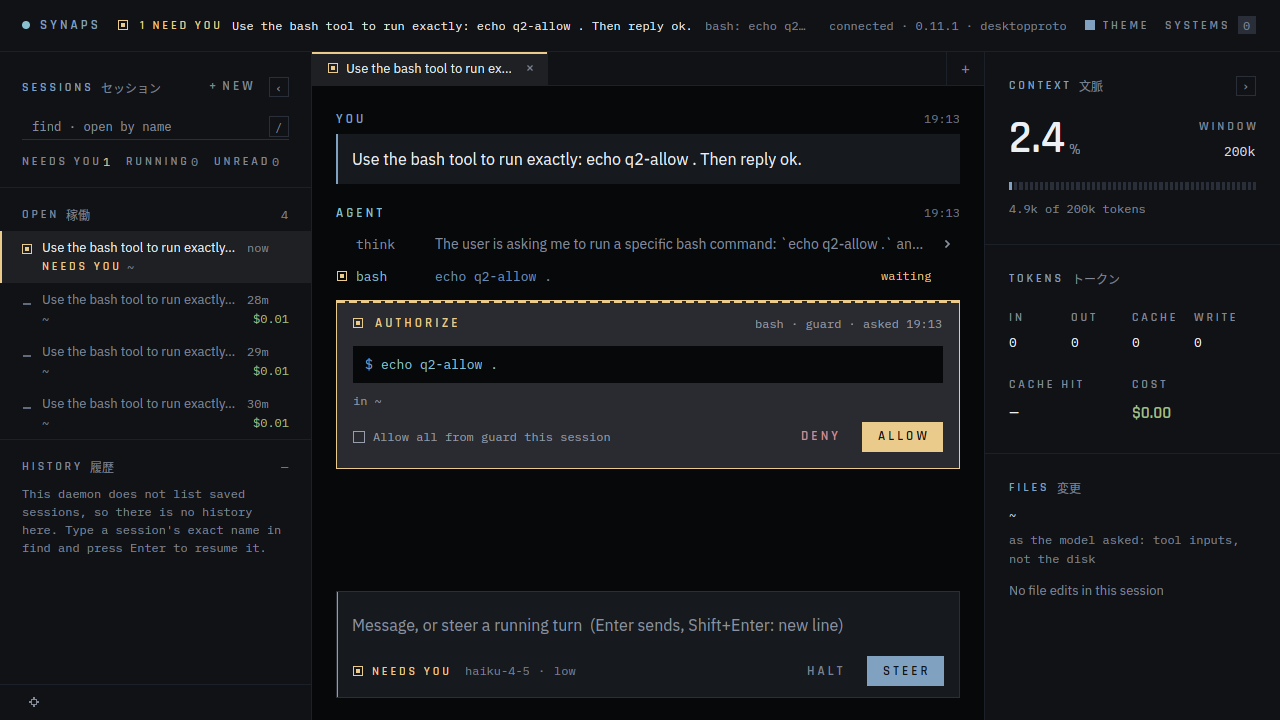 SYNAPS
1 NEED YOU Use the bash tool to run exactly: echo q2-allow . Then reply ok. bash: echo q2…
connected · 0.11.1 · desktopproto
THEME
SYSTEMS 0
SESSIONS セッション
+ NEW ‹
find · open by name /
NEEDS YOU 1 RUNNING 0 UNREAD 0
OPEN 稼働 4
Use the bash tool to run exactly… now
NEEDS YOU ~
Use the bash tool to run exactly… 28m
~ $0.01
Use the bash tool to run exactly… 29m
~ $0.01
Use the bash tool to run exactly… 30m
~ $0.01
HISTORY 履歴 —
This daemon does not list saved
sessions, so there is no history
here. Type a session's exact name in
find and press Enter to resume it.
Use the bash tool to run ex… ×
+
YOU 19:13
Use the bash tool to run exactly: echo q2-allow . Then reply ok.
AGENT 19:13
think The user is asking me to run a specific bash command: `echo q2-allow .` an… ›
bash echo q2-allow . waiting
AUTHORIZE bash · guard · asked 19:13
$ echo q2-allow .
in ~
Allow all from guard this session DENY ALLOW
Message, or steer a running turn (Enter sends, Shift+Enter: new line)
NEEDS YOU haiku-4-5 · low HALT STEER
CONTEXT 文脈 ›
2.4 % WINDOW
200k
4.9k of 200k tokens
TOKENS トークン
IN OUT CACHE WRITE
0 0 0 0
CACHE HIT COST
— $0.00
FILES 変更
~
as the model asked: tool inputs,
not the disk
No file edits in this session